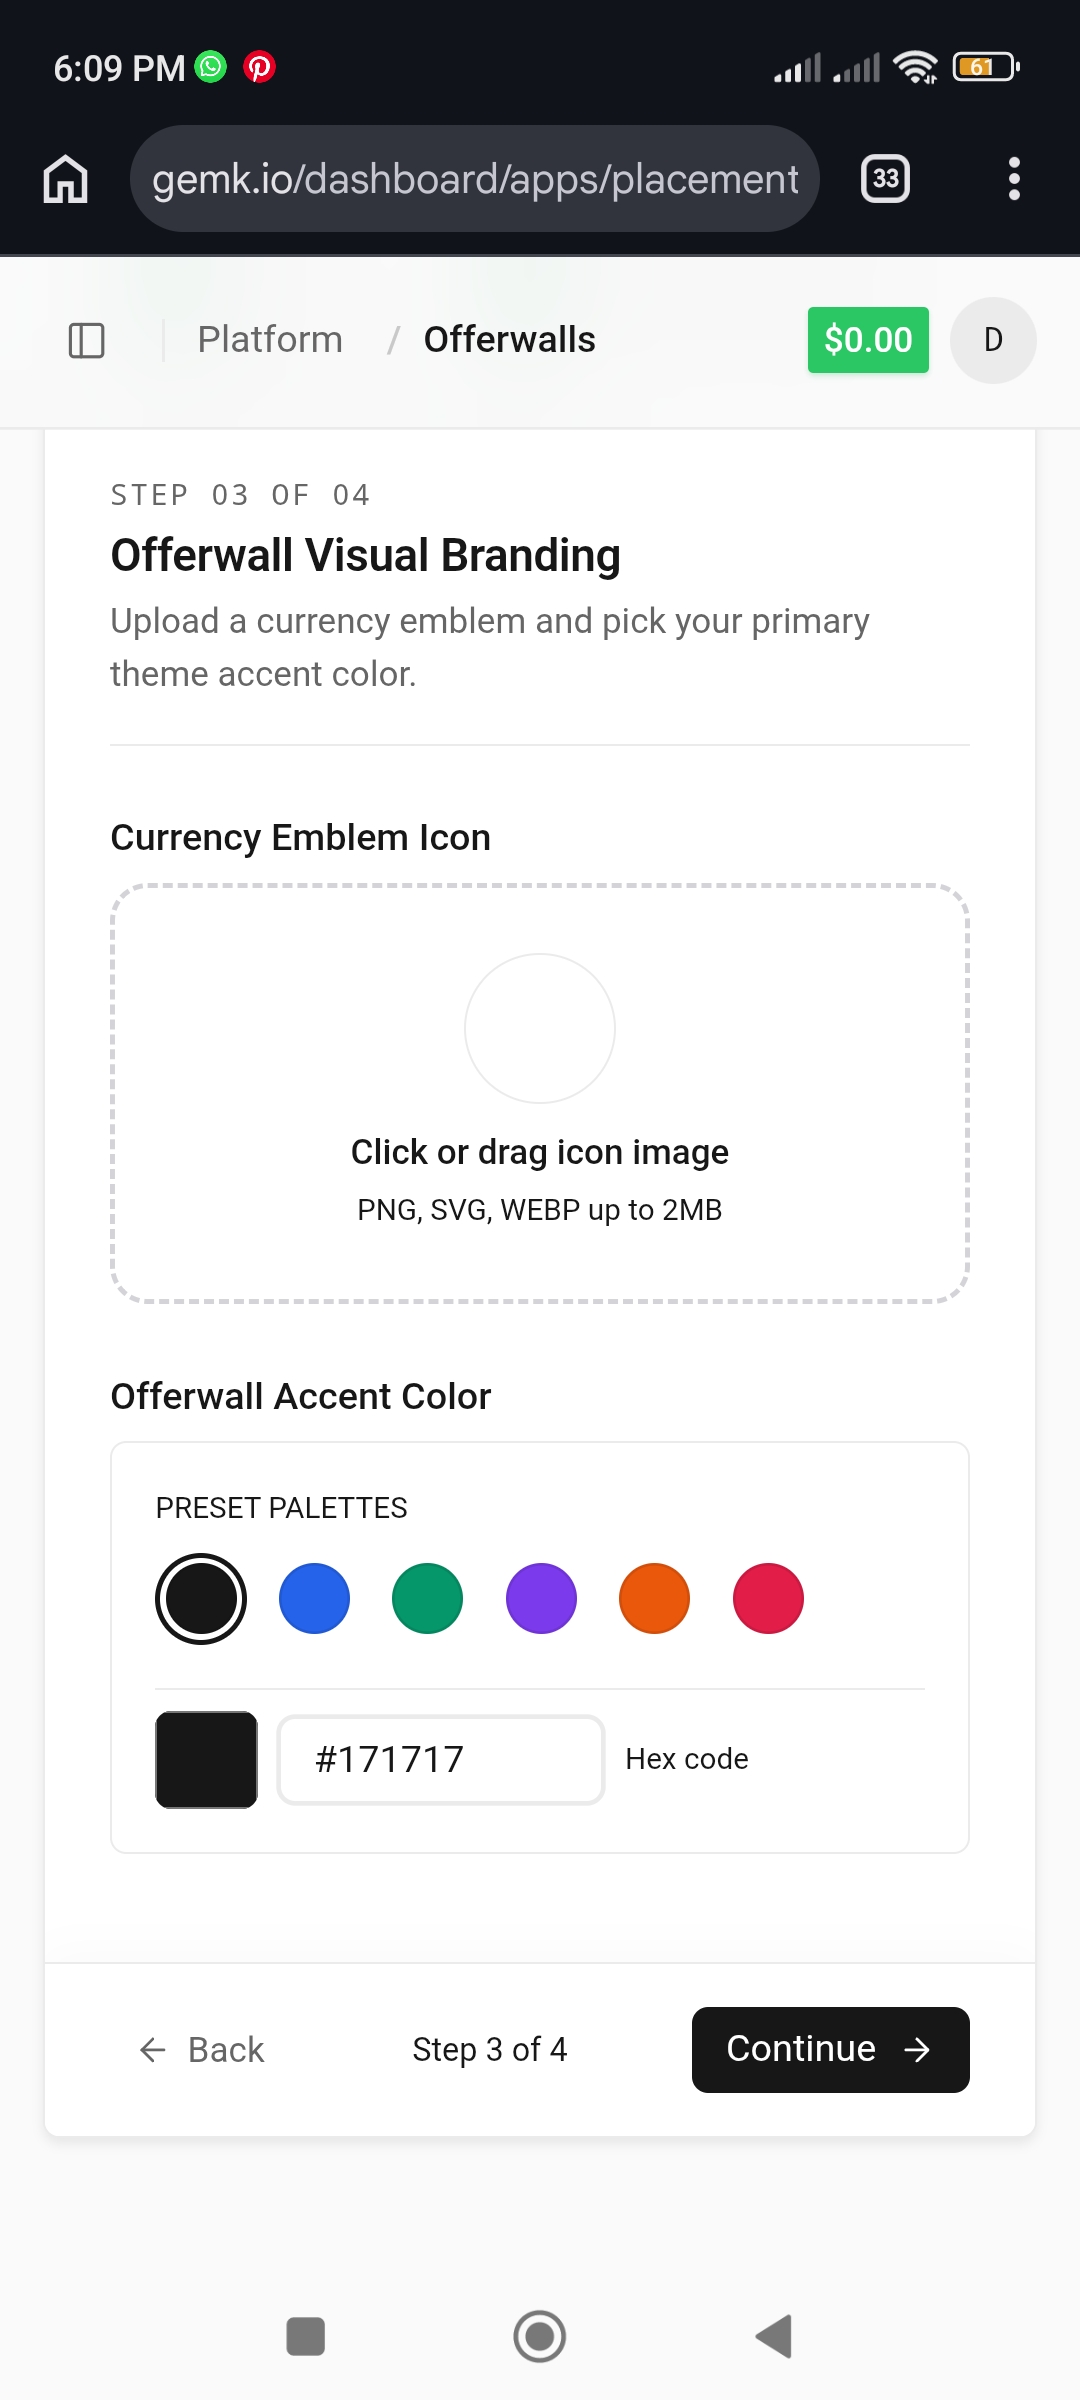 6:09 PM
61
gemk.io/dashboard/apps/placement
33
Platform / Offerwalls
$0.00
D
STEP 03 OF 04
Offerwall Visual Branding
Upload a currency emblem and pick your primary
theme accent color.
Currency Emblem Icon
Click or drag icon image
PNG, SVG, WEBP up to 2MB
Offerwall Accent Color
PRESET PALETTES
#171717
Hex code
Back
Step 3 of 4
Continue